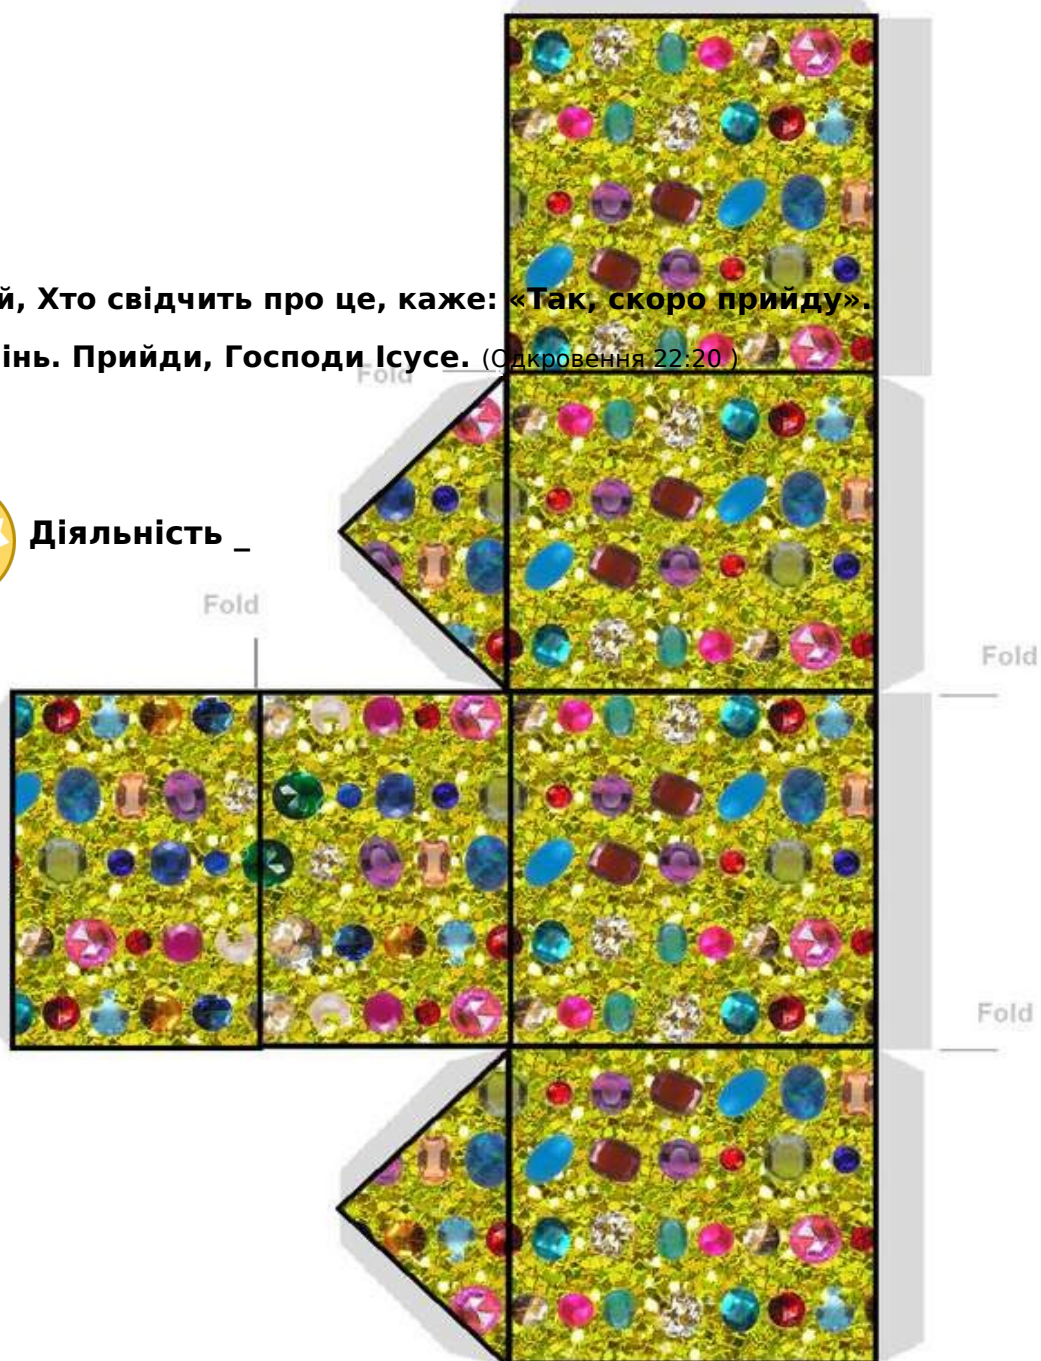 й, Хто свідчить про це, каже: «Так, скоро прийду».
інь. Прийди, Господи Ісусе. (Одкровення 22:20 )
Fold
Діяльність _
Fold
Fold
Fold